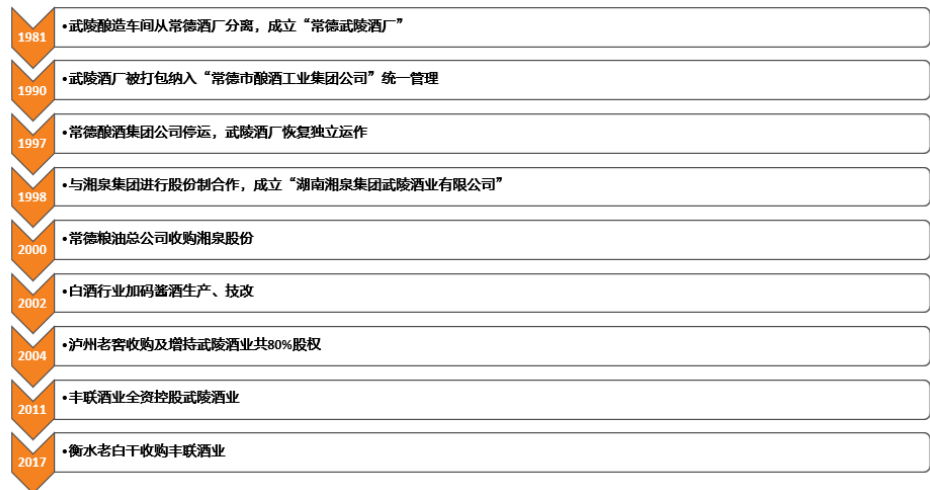 1981
•武陵酿造车间从常德酒厂分离，成立“常德武陵酒厂”
1990
•武陵酒厂被打包纳入“常德市酿酒工业集团公司”统一管理
1997
•常德酿酒集团公司停运，武陵酒厂恢复独立运作
1998
•与湘泉集团进行股份制合作，成立“湖南湘泉集团武陵酒业有限公司”
2000
•常德粮油总公司收购湘泉股份
2002
•白酒行业加码酱酒生产、技改
2004
•泸州老窖收购及增持武陵酒业共80%股权
2011
•丰联酒业全资控股武陵酒业
2017
•衡水老白干收购丰联酒业